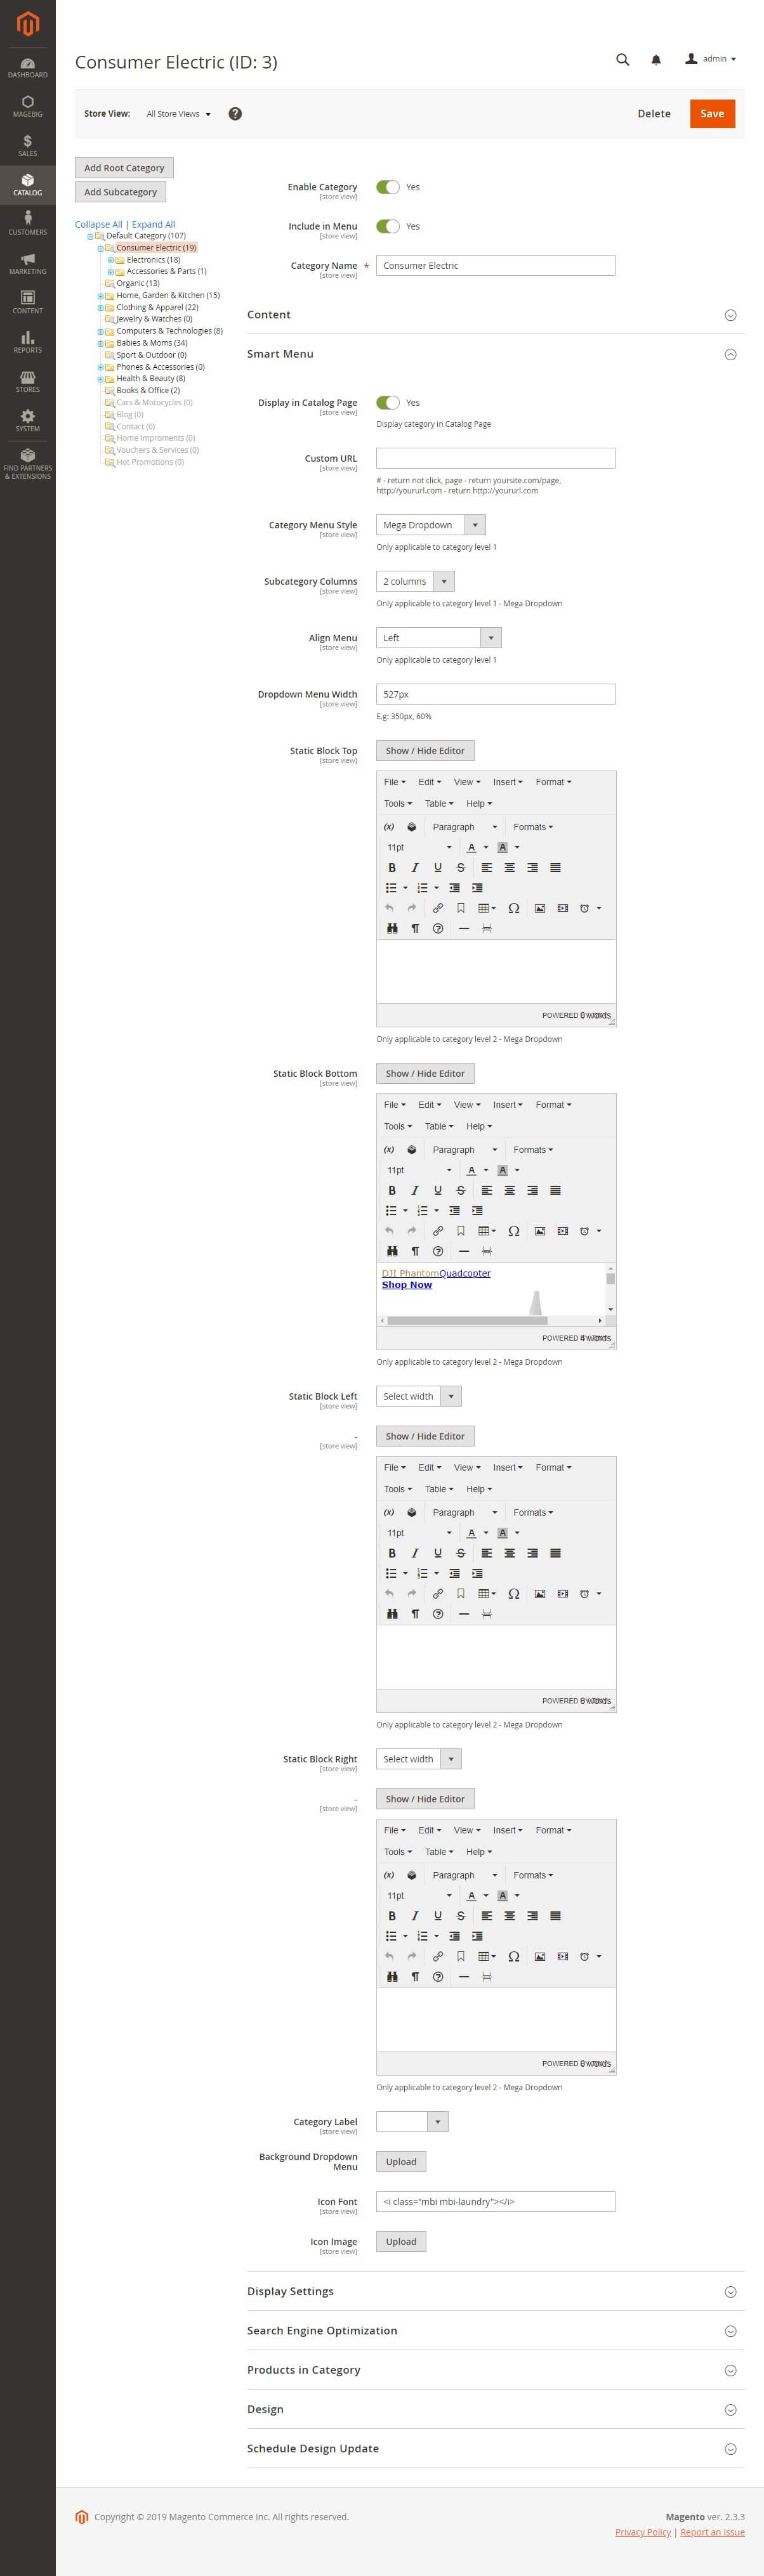 Consumer Electric (ID: 3)
admin
DASHBOARD
MAGEBIG
SALES
CATALOG
CUSTOMERS
MARKETING
CONTENT
REPORTS
STORES
SYSTEM
FIND PARTNERS
& EXTENSIONS
Store View: All Store Views
Delete Save
Add Root Category
Add Subcategory
Collapse All | Expand All
Default Category (107)
Consumer Electric (19)
Electronics (18)
Accessories & Parts (1)
Organic (13)
Home, Garden & Kitchen (15)
Clothing & Apparel (22)
Jewelry & Watches (0)
Computers & Technologies (8)
Babies & Moms (34)
Sport & Outdoor (0)
Phones & Accessories (0)
Health & Beauty (8)
Books & Office (2)
Cars & Motocycles (0)
Blog (0)
Contact (0)
Home Improments (0)
Vouchers & Services (0)
Hot Promotions (0)
Enable Category Yes
[store view]
Include in Menu Yes
[store view]
Category Name * Consumer Electric
[store view]
Content
Smart Menu
Display in Catalog Page Yes
[store view]
Display category in Catalog Page
Custom URL
[store view]
# - return not click, page - return yoursite.com/page,
http://yoururl.com - return http://yoururl.com
Category Menu Style Mega Dropdown
[store view]
Only applicable to category level 1
Subcategory Columns 2 columns
[store view]
Only applicable to category level 1 - Mega Dropdown
Align Menu Left
[store view]
Only applicable to category level 1
Dropdown Menu Width 527px
[store view]
E.g: 350px, 60%
Static Block Top Show / Hide Editor
[store view]
File Edit View Insert Format
Tools Table Help
(x) Paragraph Formats
11pt A A
B I U S
POWERED
Only applicable to category level 2 - Mega Dropdown
Static Block Bottom Show / Hide Editor
[store view]
File Edit View Insert Format
Tools Table Help
(x) Paragraph Formats
11pt A A
B I U S
DJI PhantomQuadcopter
Shop Now
POWERED
Only applicable to category level 2 - Mega Dropdown
Static Block Left Select width
[store view]
- Show / Hide Editor
[store view]
File Edit View Insert Format
Tools Table Help
(x) Paragraph Formats
11pt A A
B I U S
POWERED
Only applicable to category level 2 - Mega Dropdown
Static Block Right Select width
[store view]
- Show / Hide Editor
[store view]
File Edit View Insert Format
Tools Table Help
(x) Paragraph Formats
11pt A A
B I U S
POWERED
Only applicable to category level 2 - Mega Dropdown
Category Label
[store view]
Background Dropdown
Menu
Upload
Icon Font <i class="mbi mbi-laundry"></i>
[store view]
Icon Image Upload
[store view]
Display Settings
Search Engine Optimization
Products in Category
Design
Schedule Design Update
Copyright © 2019 Magento Commerce Inc. All rights reserved.
Magento ver. 2.3.3
Privacy Policy | Report an Issue